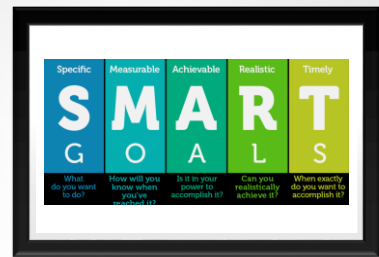 Specific Measurable Achievable Realistic Timely
S M A R T
G O A L S
What do you want to do?
How will you know when you've reached it?
Is it in your power to accomplish it?
Can you realistically achieve it?
When exactly do you want to accomplish it?